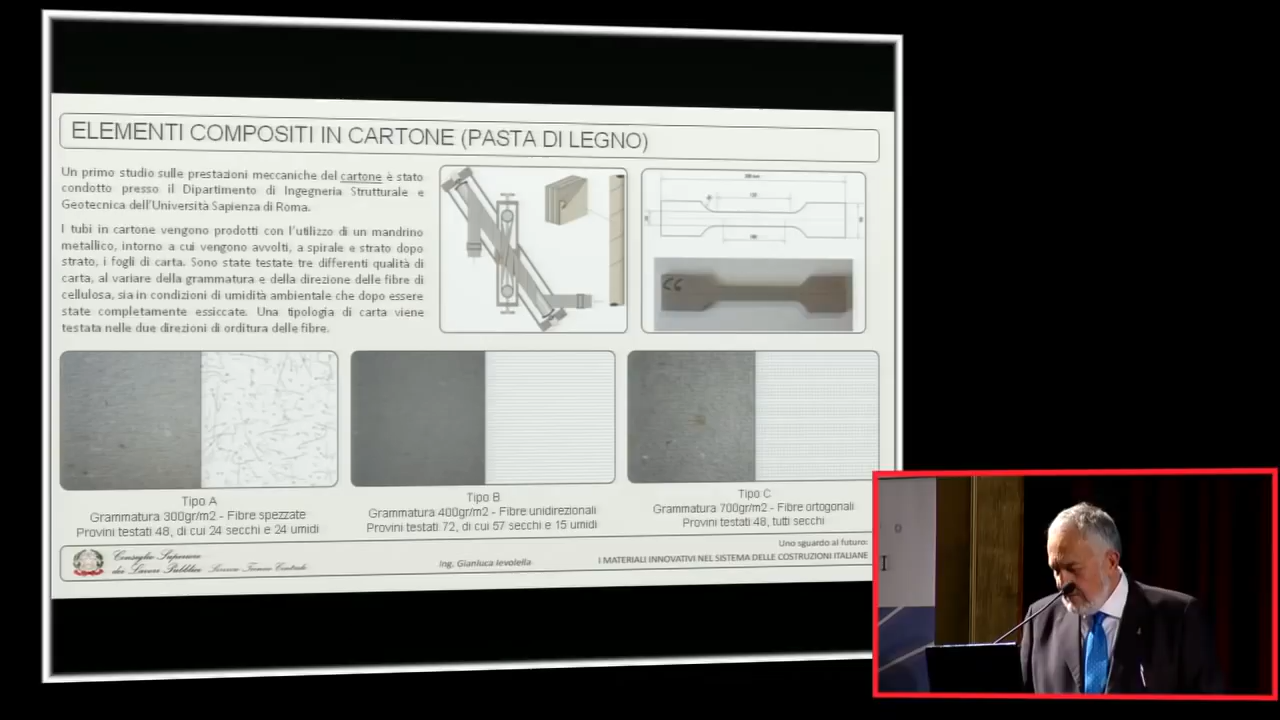 ELEMENTI COMPOSITI IN CARTONE (PASTA DI LEGNO)
Un primo studio sulle prestazioni meccaniche del cartone è stato
condotto presso il Dipartimento di Ingegneria Strutturale e
Geotecnica dell'Università Sapienza di Roma.
I tubi in cartone vengono prodotti con l'utilizzo di un mandrino
metallico, intorno a cui vengono avvolti, a spirale e strato dopo
strato, i fogli di carta. Sono state testate tre differenti qualità di
carta, al variare della grammatura e della direzione delle fibre di
cellulosa, sia in condizioni di umidità ambientale che dopo essere
state completamente essiccate. Una tipologia di carta viene
testata nelle due direzioni di orditura delle fibre.
C6
Tipo A
Grammatura 300gr/m2 - Fibre spezzate
Provini testati 48, di cui 24 secchi e 24 umidi
Tipo B
Grammatura 400gr/m2 - Fibre unidirezionali
Provini testati 72, di cui 57 secchi e 15 umidi
Tipo C
Grammatura 700gr/m2 - Fibre ortogonali
Provini testati 48, tutti secchi
Consiglio Superiore
dei Lavori Pubblici Servizio Tecnico Centrale
Ing. Gianluca Ievolella
Uno sguardo al futuro:
I MATERIALI INNOVATIVI NEL SISTEMA DELLE COSTRUZIONI ITALIANE